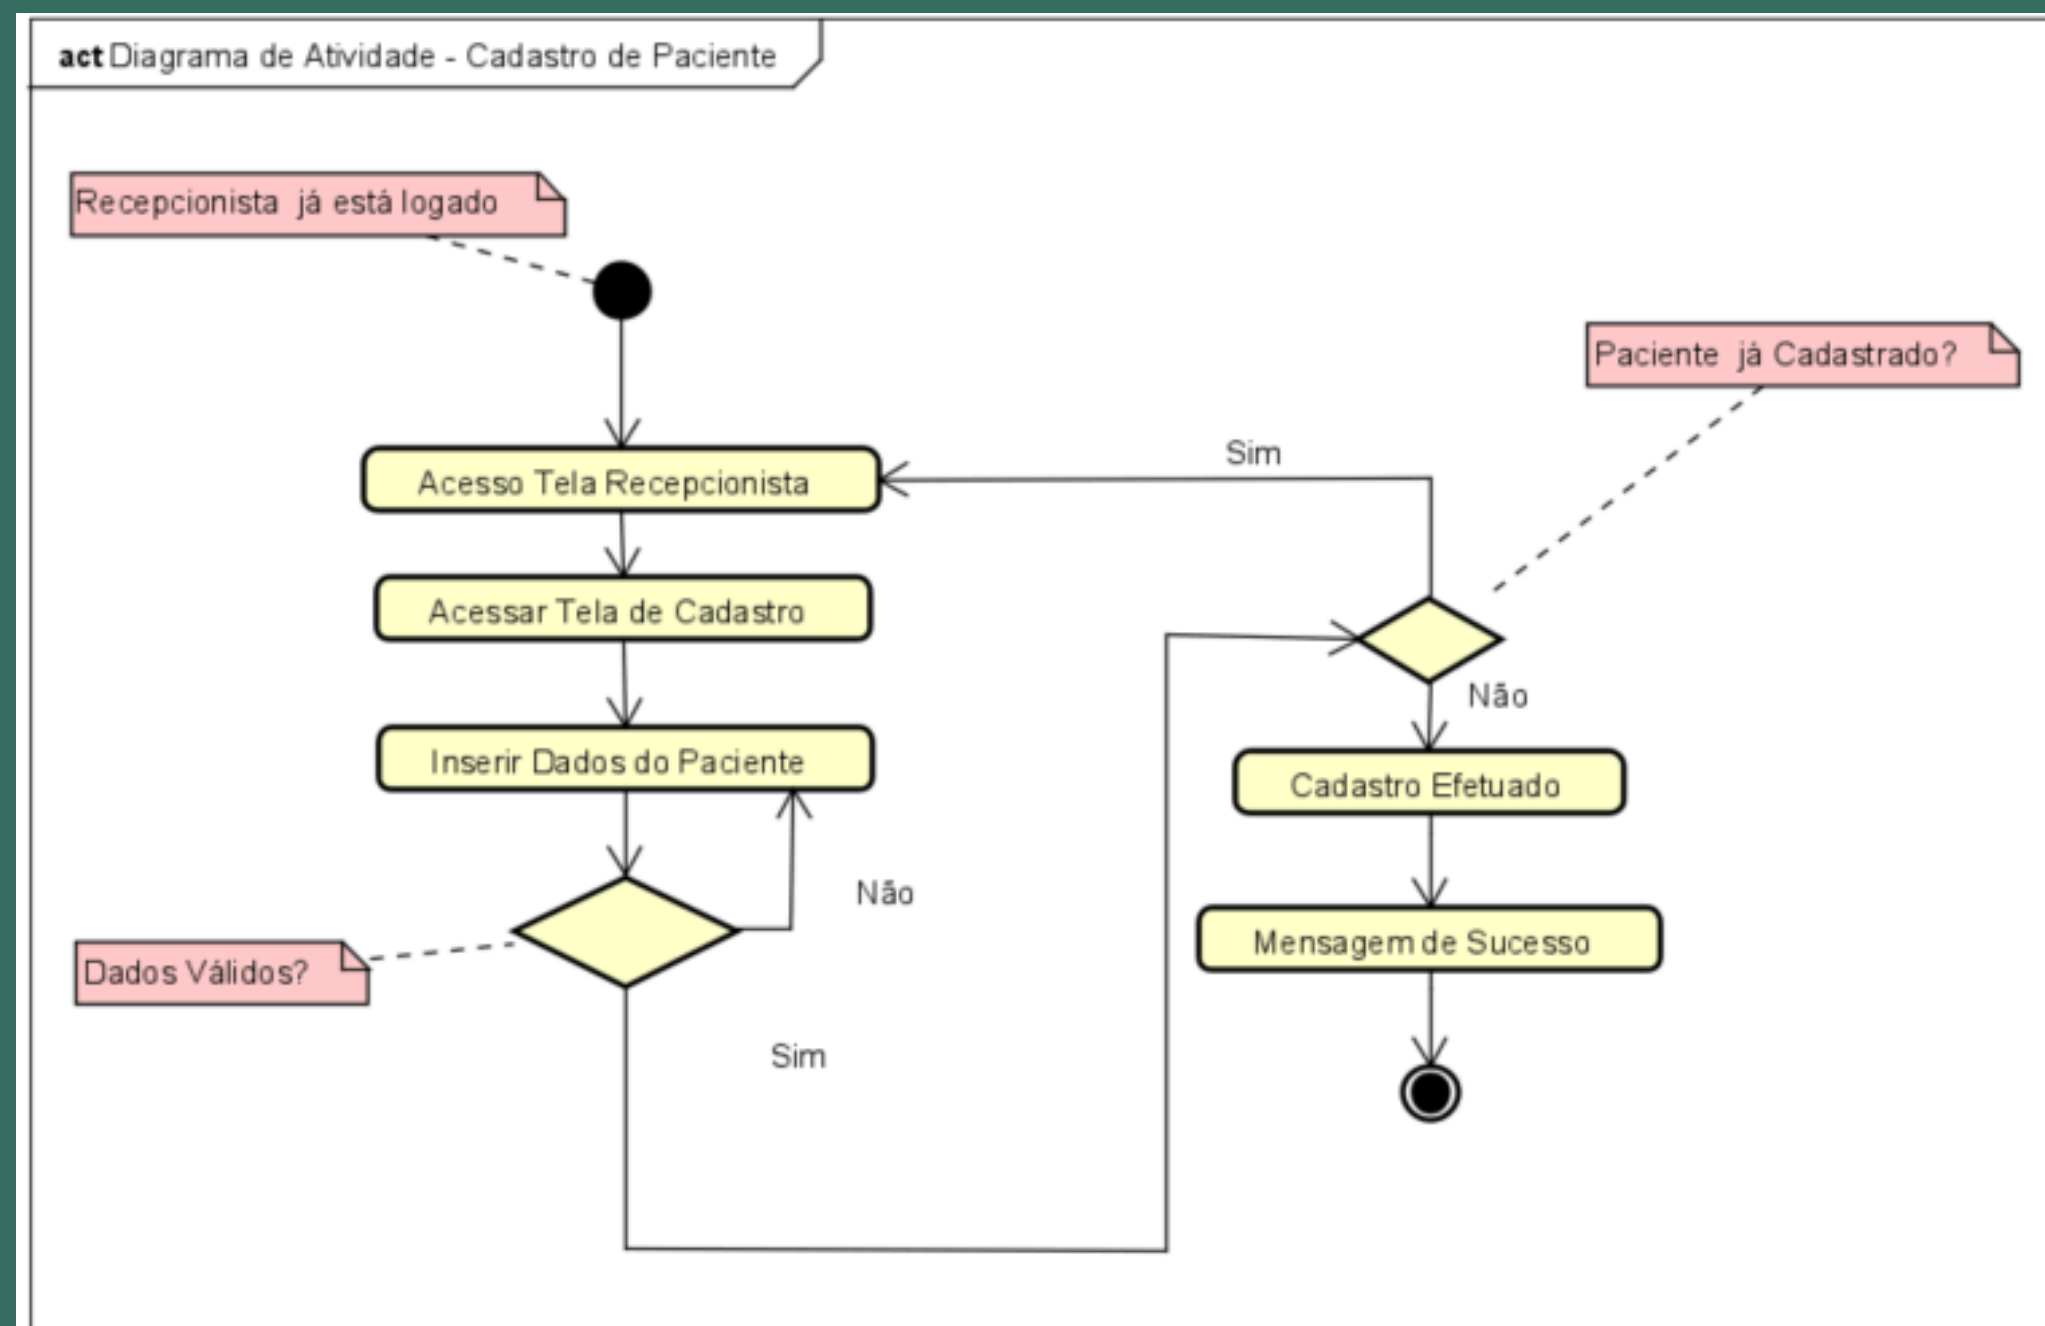 act Diagrama de Atividade - Cadastro de Paciente
Recepcionista já está logado
Paciente já Cadastrado?
Sim
Acesso Tela Recepcionista
Acessar Tela de Cadastro
Não
Inserir Dados do Paciente
Cadastro Efetuado
Não
Mensagem de Sucesso
Dados Válidos?
Sim